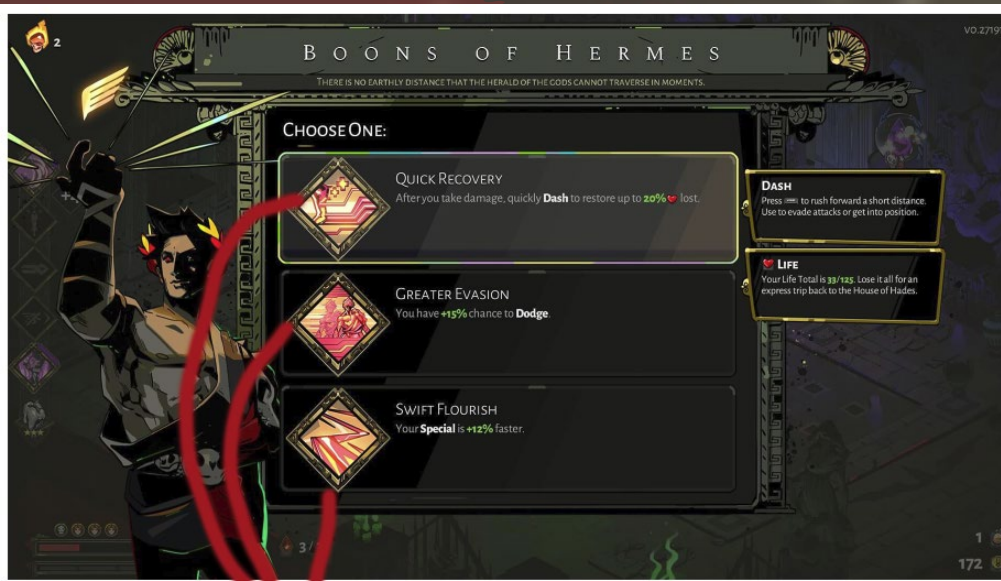 2
V0.2719
BOONS OF HERMES
THERE IS NO EARTHLY DISTANCE THAT THE HERALD OF THE GODS CANNOT TRAVERSE IN MOMENTS.
CHOOSE ONE:
QUICK RECOVERY
After you take damage, quickly Dash to restore up to 20% lost.
DASH
Press to rush forward a short distance.
Use to evade attacks or get into position.
LIFE
Your Life Total is 33/125. Lose it all for an
express trip back to the House of Hades.
GREATER EVASION
You have +15% chance to Dodge.
SWIFT FLOURISH
Your Special is +12% faster.
3/
1
172